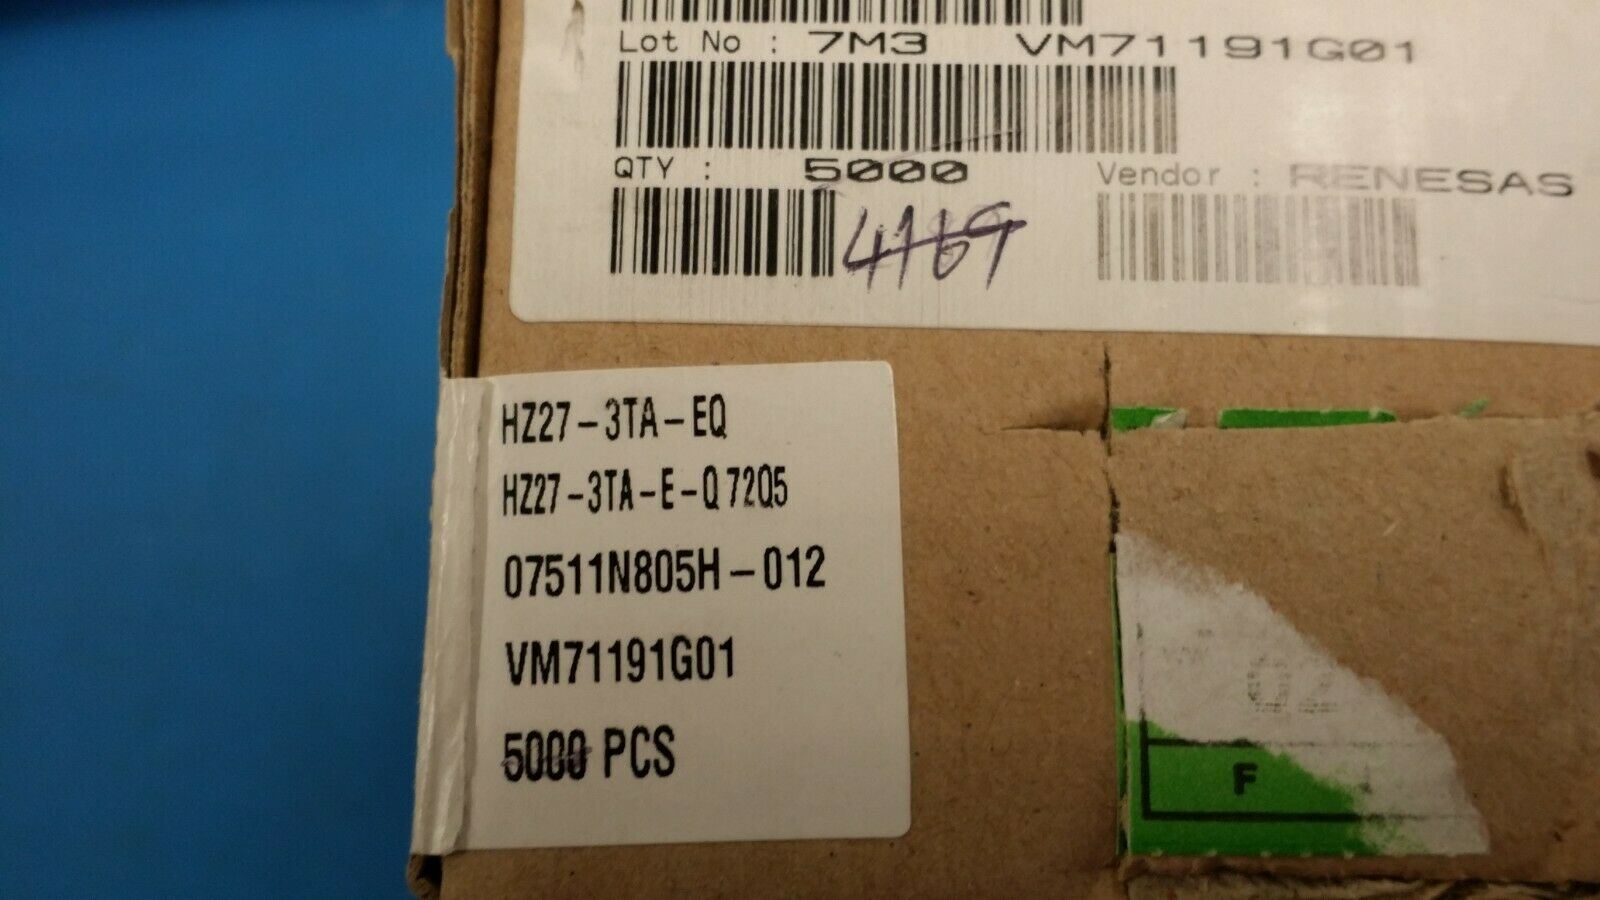 Lot No : 7M3 VM71191G01
QTY : 5000 Vendor : RENESAS
4169
HZ27-3TA-EQ
HZ27-3TA-E-Q 72Q5
07511N805H-012
VM71191G01
5000 PCS
F